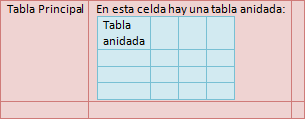 Tabla Principal
En esta celda hay una tabla anidada:
Tabla
anidada